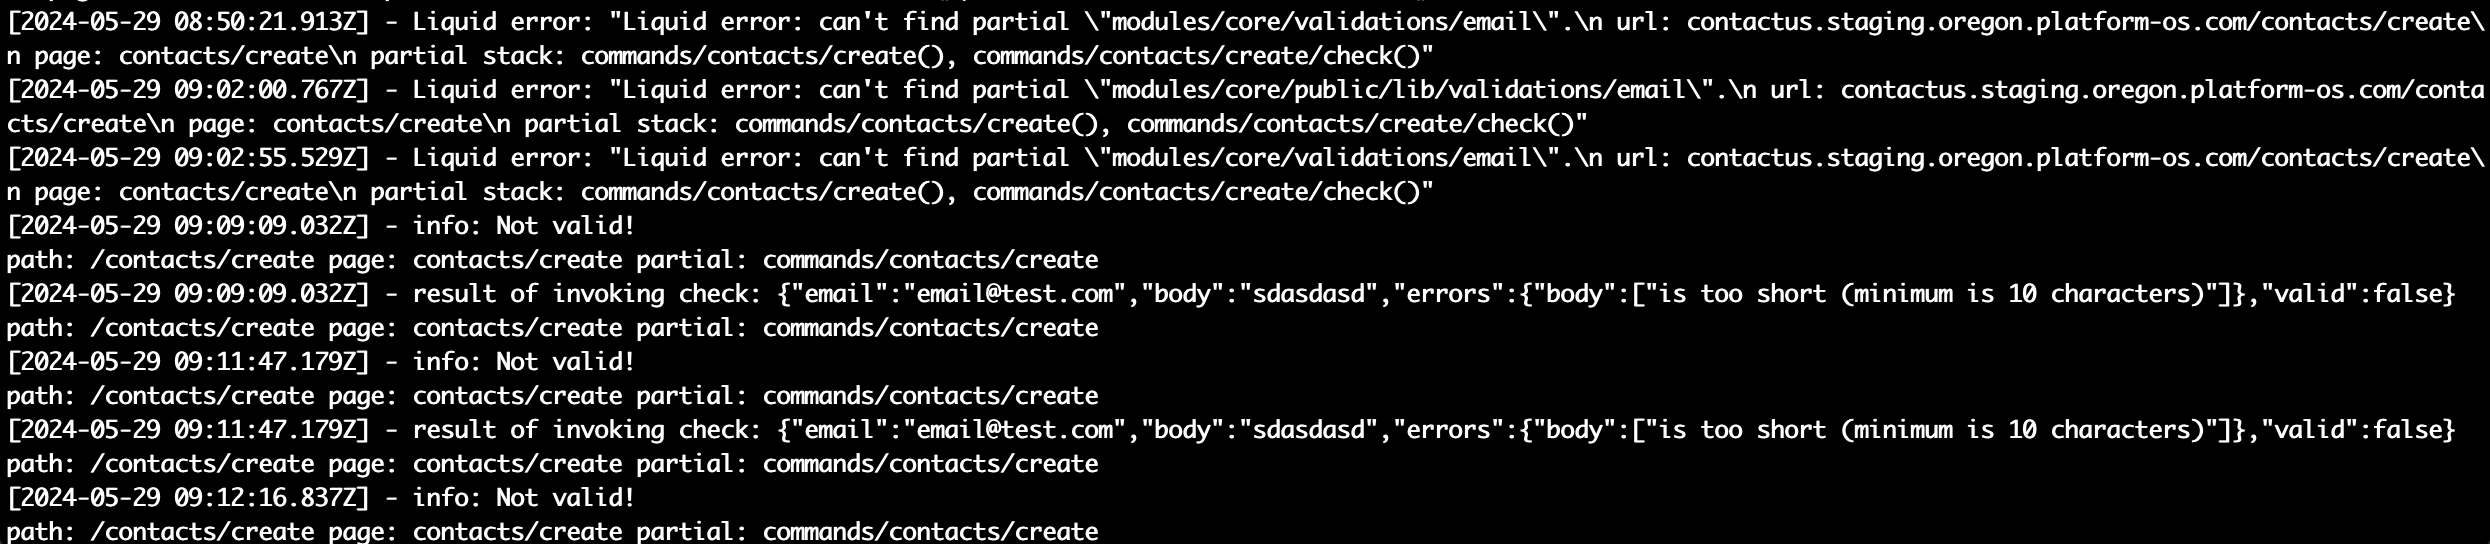 [2024-05-29 08:50:21.913Z] - Liquid error: "Liquid error: can't find partial \"modules/core/validations/email\".\n url: contactus.staging.oregon.platform-os.com/contacts/create\
n page: contacts/create\n partial stack: commands/contacts/create(), commands/contacts/create/check()"
[2024-05-29 09:02:00.767Z] - Liquid error: "Liquid error: can't find partial \"modules/core/public/lib/validations/email\".\n url: contactus.staging.oregon.platform-os.com/conta
cts/create\n page: contacts/create\n partial stack: commands/contacts/create(), commands/contacts/create/check()"
[2024-05-29 09:02:55.529Z] - Liquid error: "Liquid error: can't find partial \"modules/core/validations/email\".\n url: contactus.staging.oregon.platform-os.com/contacts/create\
n page: contacts/create\n partial stack: commands/contacts/create(), commands/contacts/create/check()"
[2024-05-29 09:09:09.032Z] - info: Not valid!
path: /contacts/create page: contacts/create partial: commands/contacts/create
[2024-05-29 09:09:09.032Z] - result of invoking check: {"email":"email@test.com","body":"sdasdasd","errors":{"body":["is too short (minimum is 10 characters)"]},"valid":false}
path: /contacts/create page: contacts/create partial: commands/contacts/create
[2024-05-29 09:11:47.179Z] - info: Not valid!
path: /contacts/create page: contacts/create partial: commands/contacts/create
[2024-05-29 09:11:47.179Z] - result of invoking check: {"email":"email@test.com","body":"sdasdasd","errors":{"body":["is too short (minimum is 10 characters)"]},"valid":false}
path: /contacts/create page: contacts/create partial: commands/contacts/create
[2024-05-29 09:12:16.837Z] - info: Not valid!
path: /contacts/create page: contacts/create partial: commands/contacts/create